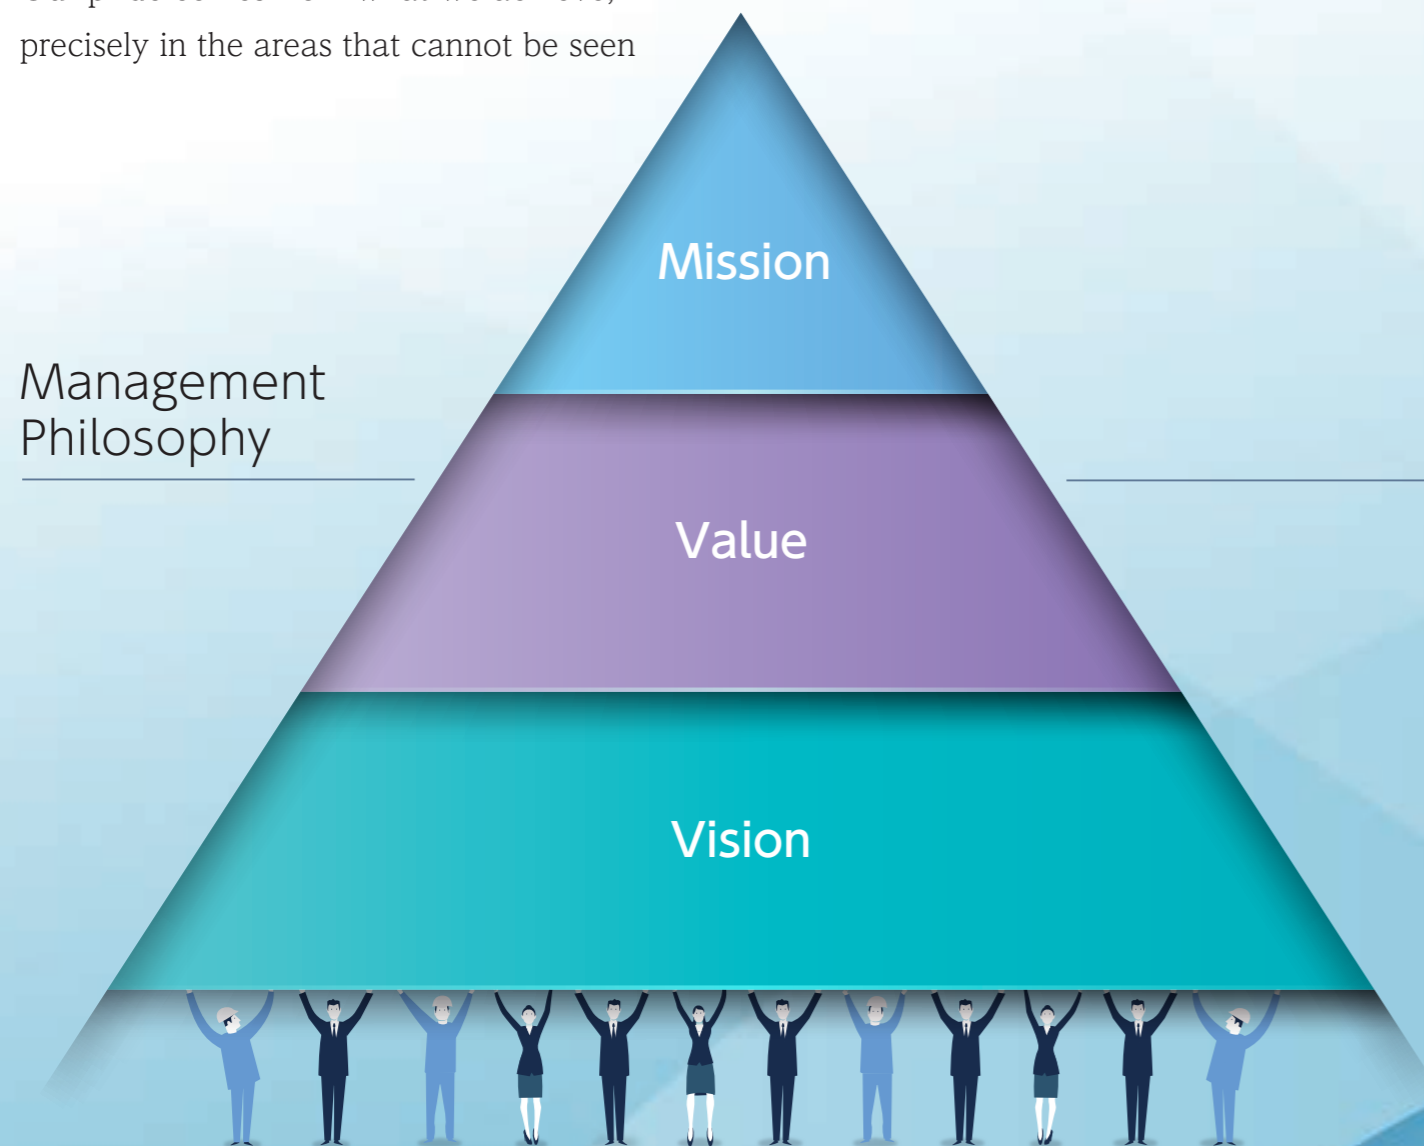 precisely in the areas that cannot be seen
Mission
Management
Philosophy
Value
Vision